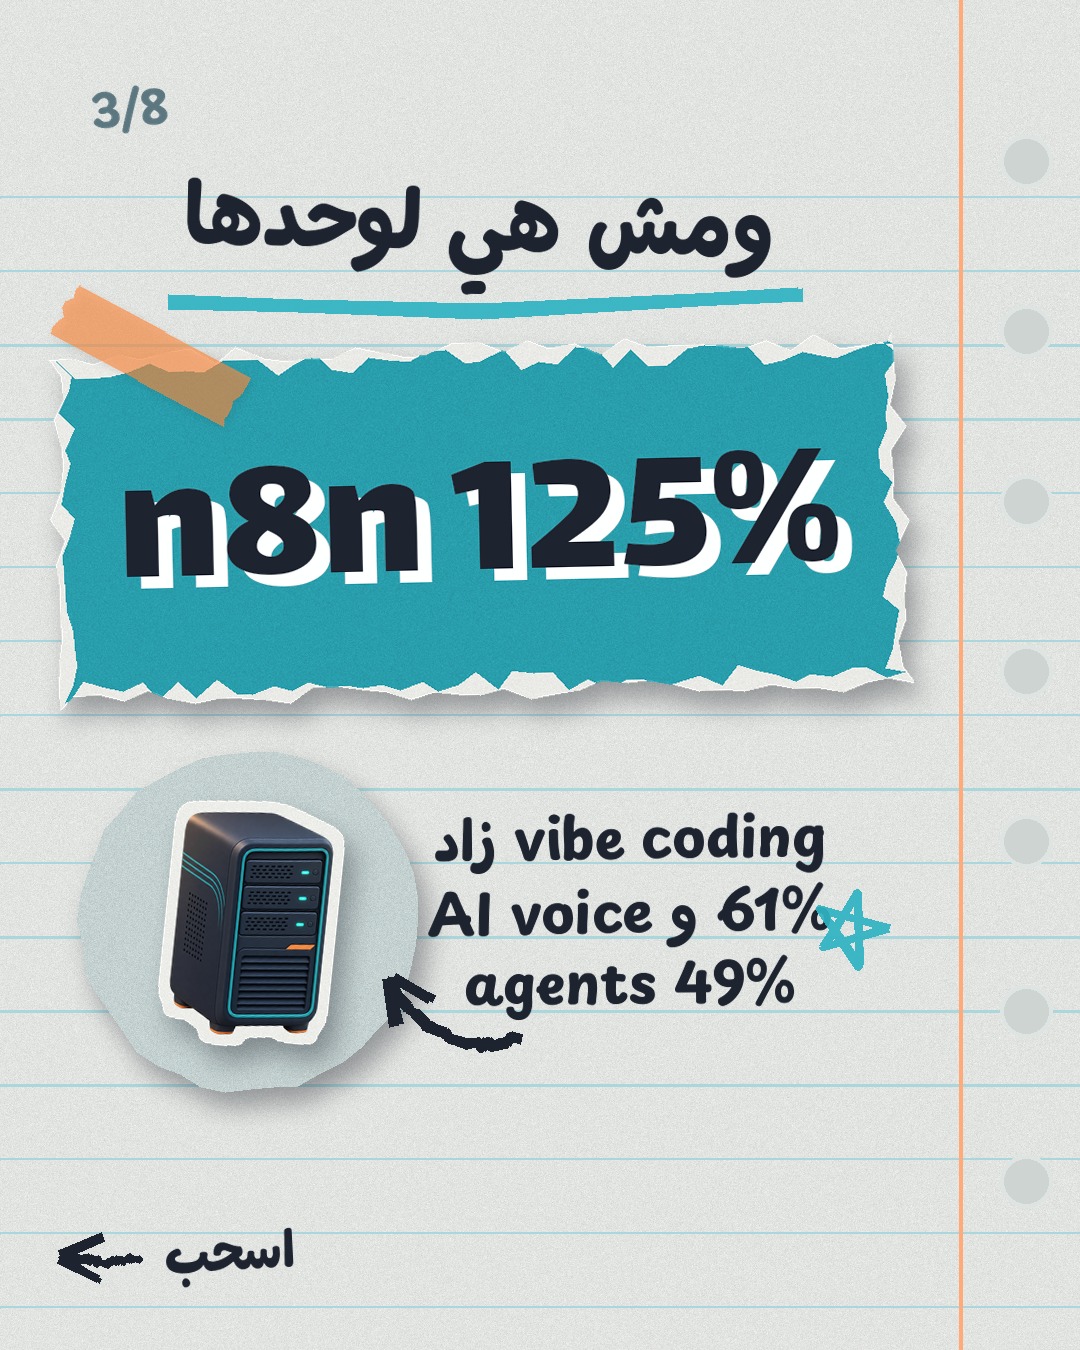 3/8
ومش هي لوحدها
n8n 125%
vibe coding زاد
61% و AI voice
agents 49%
اسحب